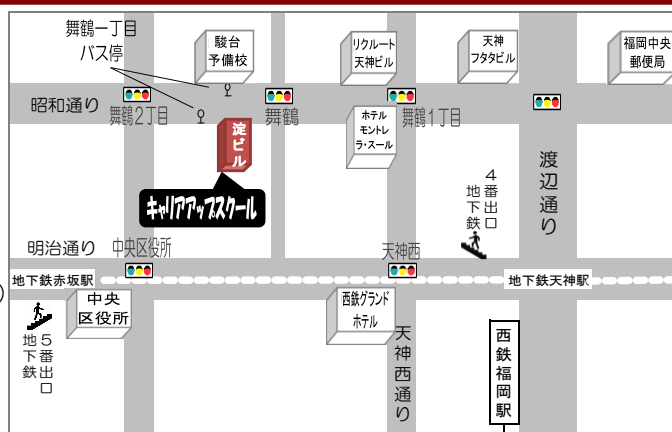 舞鶴一丁目
バス停
駿台
予備校
リクルート
天神ビル
天神
フタタビル
福岡中央
郵便局
昭和通り
舞鶴2丁目
舞鶴
舞鶴1丁目
淀ビル
ホテル
モントレ
ラ・スール
渡辺通り
4番出口
地下鉄
キャリアアップスクール
明治通り
中央区役所
天神西
地下鉄赤坂駅
地下鉄天神駅
中央
区役所
西鉄グランド
ホテル
5番出口
地下鉄
天神西通り
西鉄福岡駅